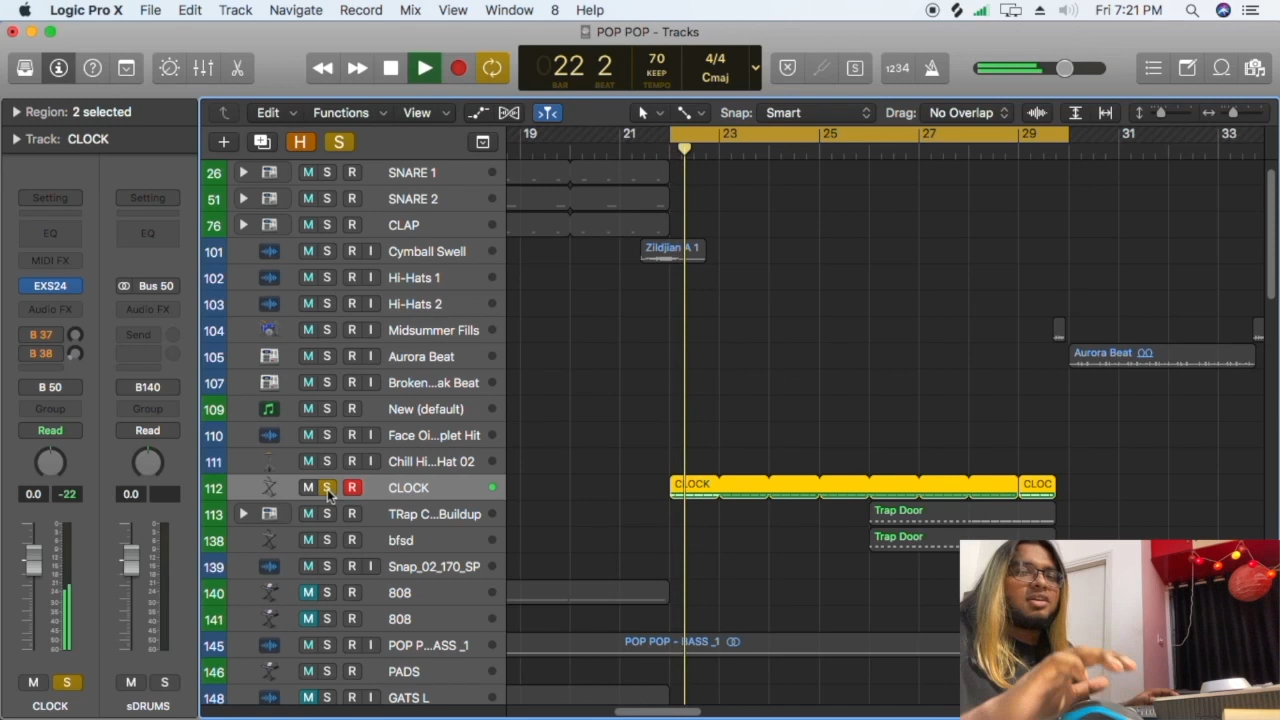 Logic Pro X File Edit Track Navigate Record Mix View Window 8 Help Fri 7:21 PM
POP POP - Tracks
22 2 70 4/4
KEEP Cmaj
BAR BEAT TEMPO
1234
Region: 2 selected
Edit Functions View Snap: Smart Drag: No Overlap
Track: CLOCK
H S 19 21 23 25 27 29 31 33
26 M S R SNARE 1
51 M S R SNARE 2
76 M S R CLAP
101 M S R I Cymball Swell Zildjian A 1
102 M S R I Hi-Hats 1
103 M S R I Hi-Hats 2
104 M S R I Midsummer Fills
105 M S R I Aurora Beat Aurora Beat
107 M S R I Broken...ak Beat
109 M S R New (default)
110 M S R I Face Oi...plet Hit
111 M S R I Chill Hi...Hat 02
112 M S R CLOCK CLOCK CLOC
113 M S R TRap C...Buildup Trap Door
138 M S R bfsd Trap Door
139 M S R I Snap_02_170_SP
140 M S R 808
141 M S R 808
145 M S R I POP P...ASS _1 POP POP - BASS _1
146 M S R PADS
148 M S R I GATS L
Setting Setting
EQ EQ
MIDI FX
EXS24 Bus 50
Audio FX Audio FX
B 37 Send
B 38
B 50 B140
Group Group
Read Read
0.0 -22 0.0
M S M S
CLOCK sDRUMS